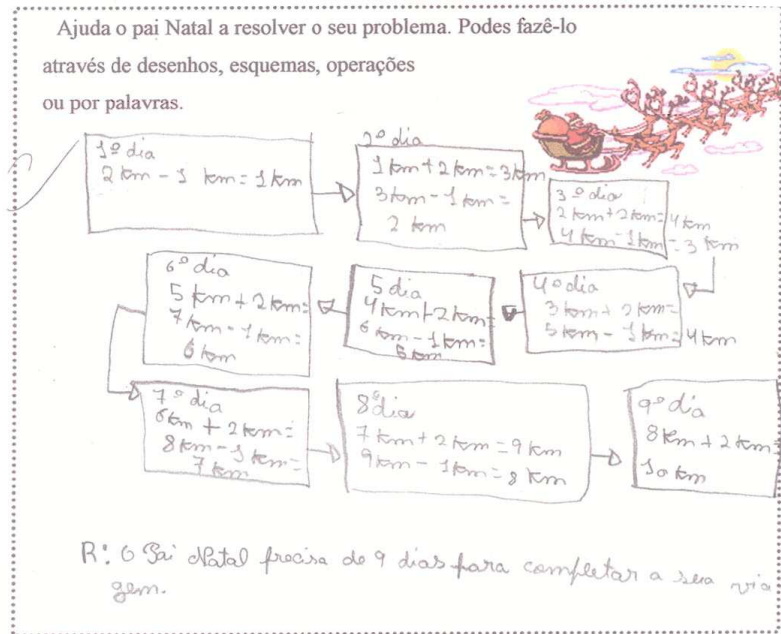 Ajuda o pai Natal a resolver o seu problema. Podes fazê-lo
através de desenhos, esquemas, operações
ou por palavras.
1º dia
2 km - 1 km = 1 km
2º dia
1 km + 2 km = 3 km
3 km - 1 km =
2 km
3º dia
2 km + 2 km = 4 km
4 km - 1 km = 3 km
4º dia
3 km + 2 km =
5 km - 1 km = 4 km
5 dia
4 km + 2 km =
6 km - 1 km =
5 km
6º dia
5 km + 2 km =
7 km - 1 km =
6 km
7º dia
6 km + 2 km =
8 km - 1 km =
7 km
8º dia
7 km + 2 km = 9 km
9 km - 1 km = 8 km
9º dia
8 km + 2 km =
10 km
R: O Pai Natal precisa de 9 dias para completar a sua via
gem.